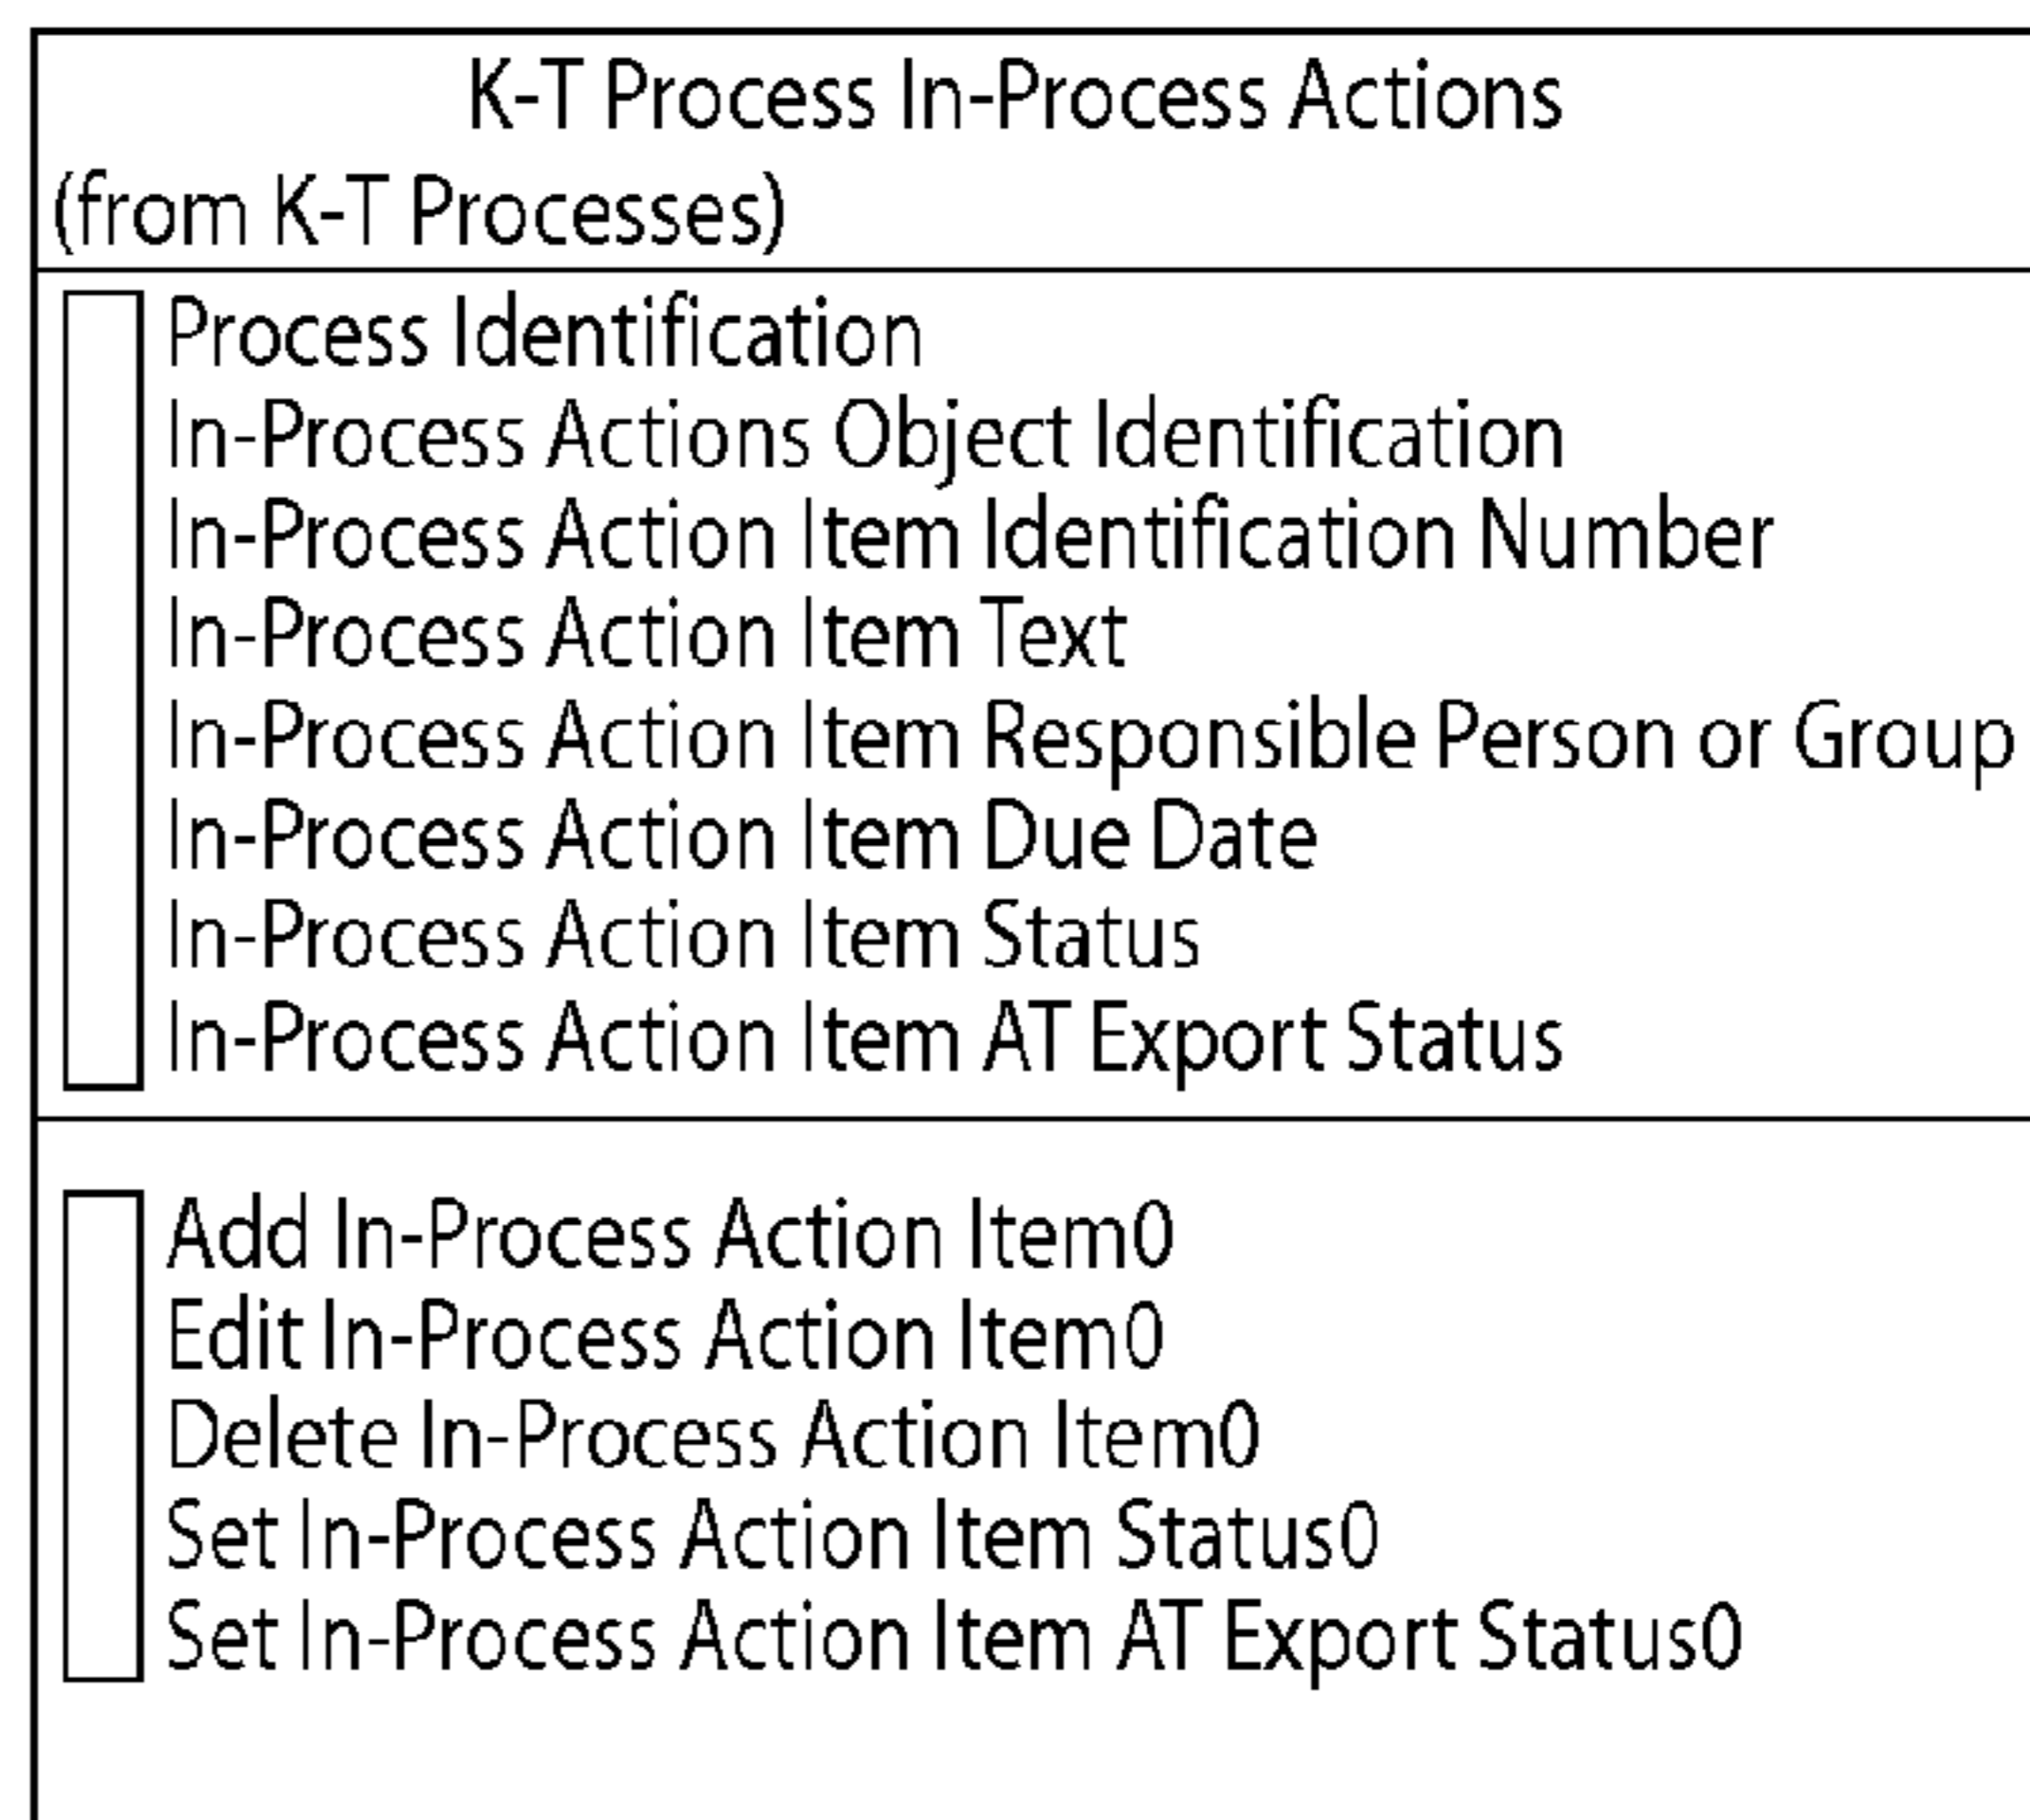 K-T Process In-Process Actions
(from K-T Processes)
Process Identification
In-Process Actions Object Identification
In-Process Action Item Identification Number
In-Process Action Item Text
In-Process Action Item Responsible Person or Group
In-Process Action Item Due Date
In-Process Action Item Status
In-Process Action Item AT Export Status
Add In-Process Action Item0
Edit In-Process Action Item0
Delete In-Process Action Item0
Set In-Process Action Item Status0
Set In-Process Action Item AT Export Status0